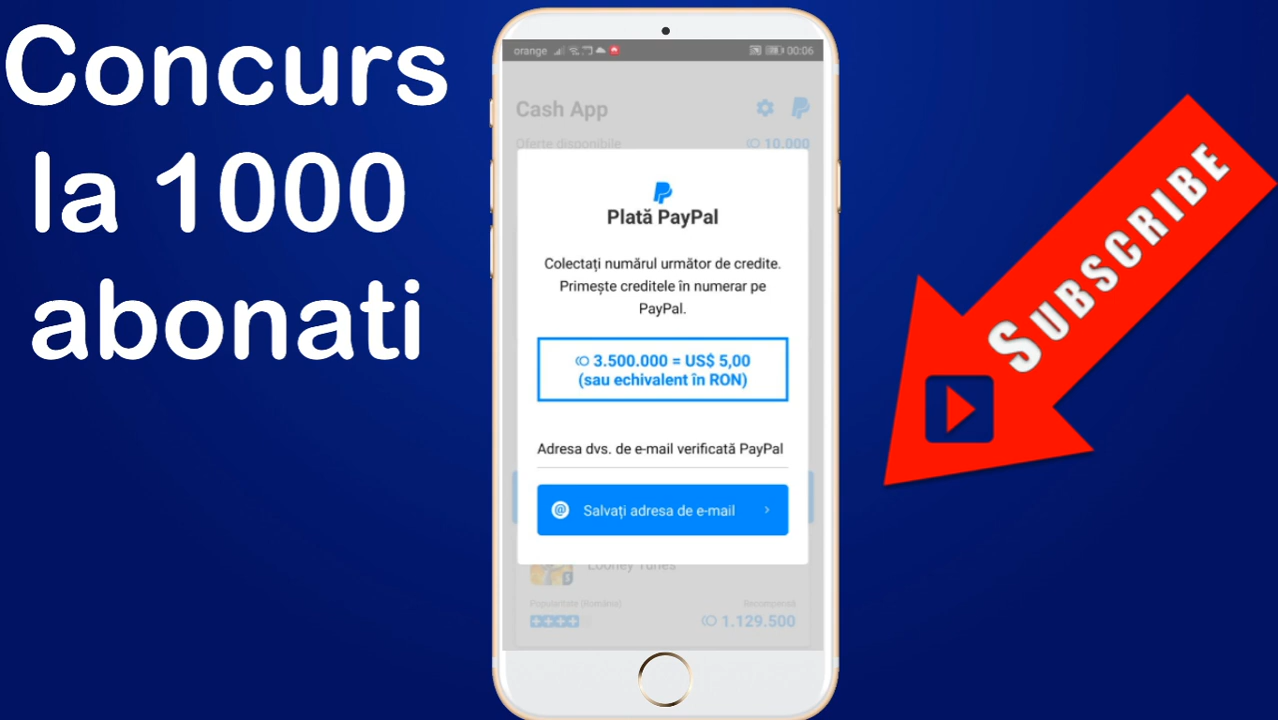 Concurs
la 1000
abonati
orange
00:06
Cash App
Oferte disponibile
10.000
Plată PayPal
Colectați numărul următor de credite.
Primește creditele în numerar pe
PayPal.
3.500.000 = US$ 5,00
(sau echivalent în RON)
Adresa dvs. de e-mail verificată PayPal
@ Salvați adresa de e-mail
Looney Tunes
Popularitate (România)
Recompensă
1.129.500
SUBSCRIBE